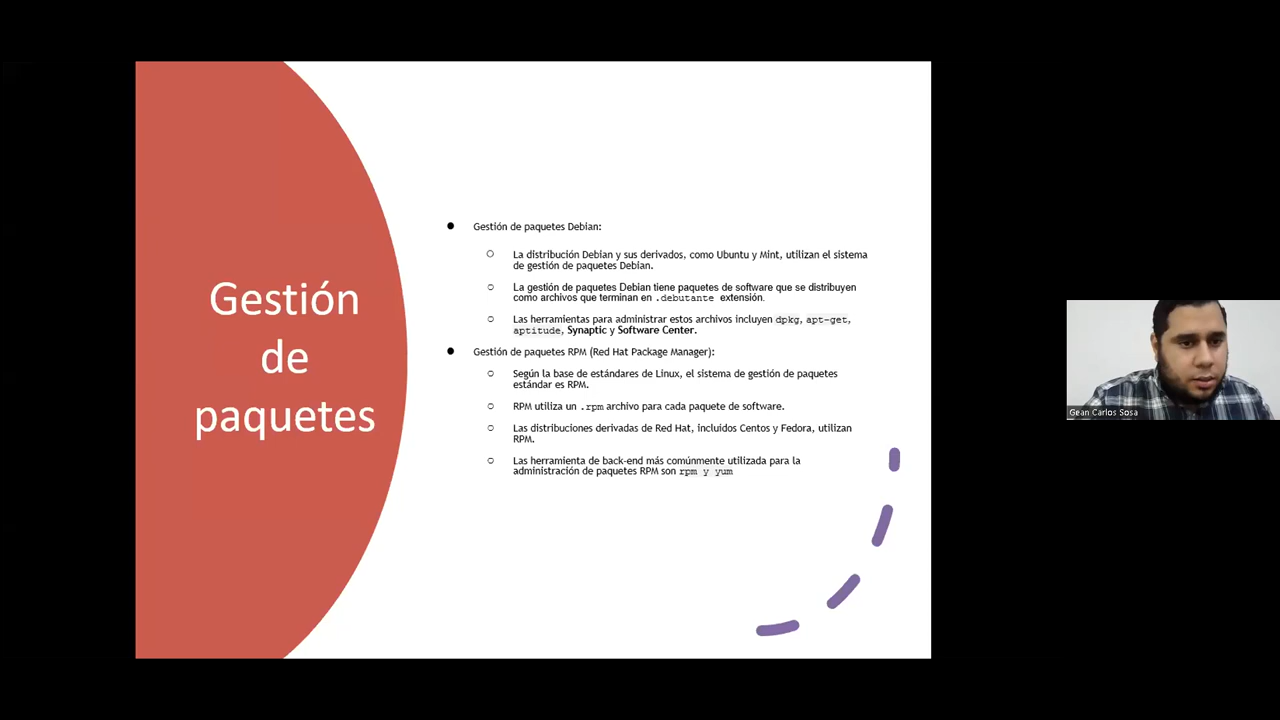 Gestión
de
paquetes
● Gestión de paquetes Debian:
○ La distribución Debian y sus derivados, como Ubuntu y Mint, utilizan el sistema
de gestión de paquetes Debian.
○ La gestión de paquetes Debian tiene paquetes de software que se distribuyen
como archivos que terminan en .debutante extensión.
○ Las herramientas para administrar estos archivos incluyen dpkg, apt-get,
aptitude, Synaptic y Software Center.
● Gestión de paquetes RPM (Red Hat Package Manager):
○ Según la base de estándares de Linux, el sistema de gestión de paquetes
estándar es RPM.
○ RPM utiliza un .rpm archivo para cada paquete de software.
○ Las distribuciones derivadas de Red Hat, incluidos Centos y Fedora, utilizan
RPM.
○ Las herramienta de back-end más comúnmente utilizada para la
administración de paquetes RPM son rpm y yum
Gean Carlos Sosa